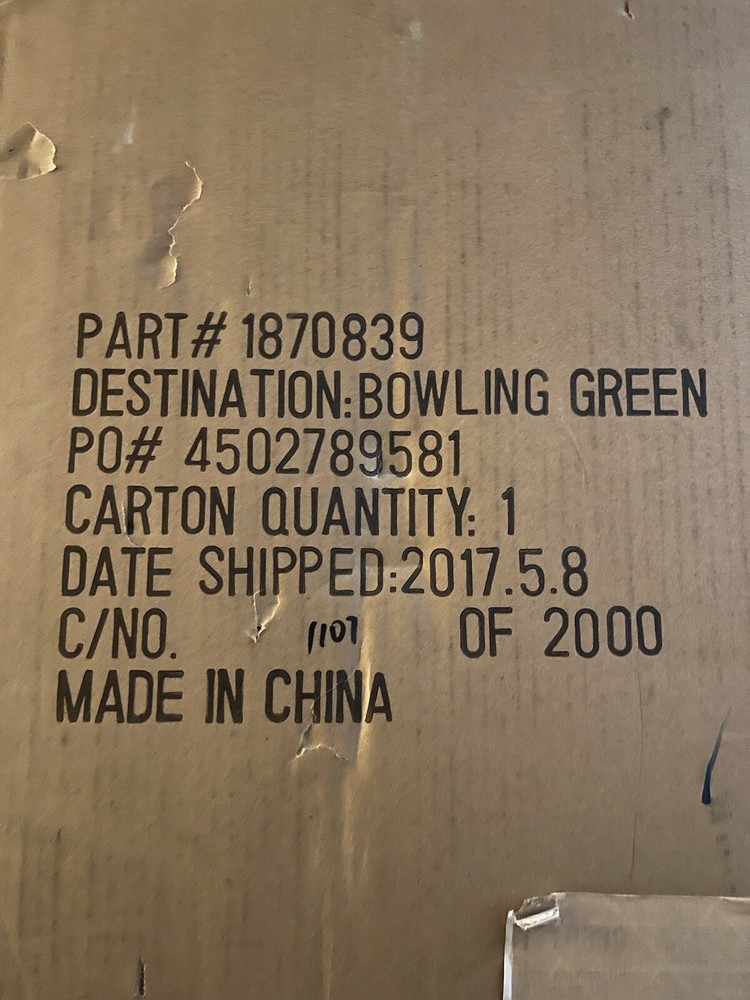 PART# 1870839
DESTINATION:BOWLING GREEN
PO# 4502789581
CARTON QUANTITY: 1
DATE SHIPPED:2017.5.8
C/NO. 1107 OF 2000
MADE IN CHINA